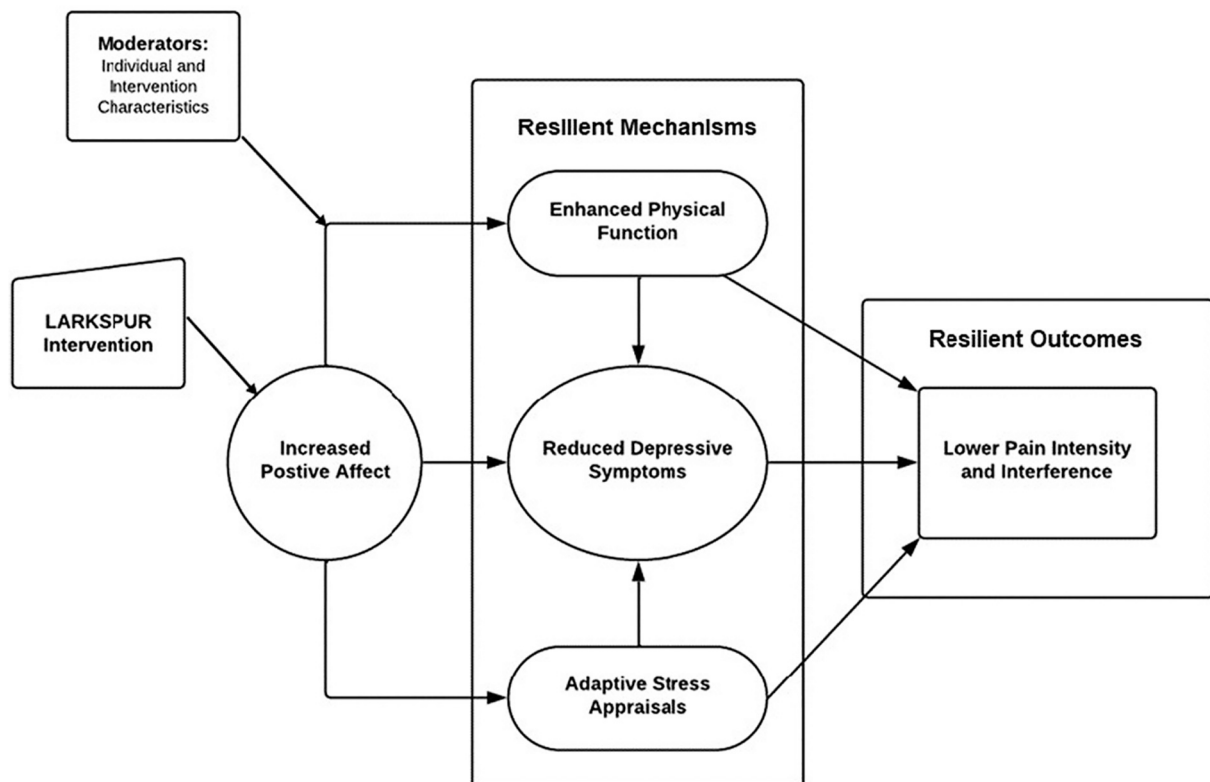 Moderators:
Individual and
Intervention
Characteristics
Resilient Mechanisms
Enhanced Physical
Function
LARKSPUR
Intervention
Resilient Outcomes
Increased
Postive Affect
Reduced Depressive
Symptoms
Lower Pain Intensity
and Interference
Adaptive Stress
Appraisals